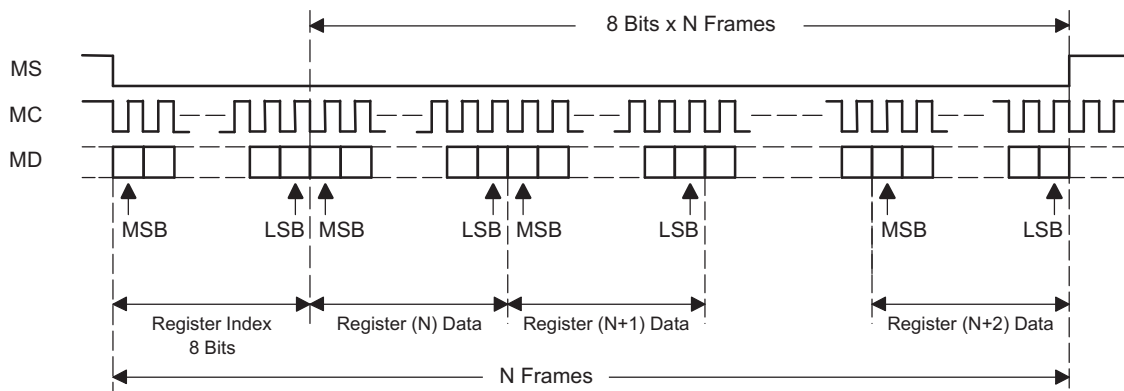 8 Bits x N Frames
MS
MC
MD
MSB LSB MSB LSB MSB LSB MSB LSB
Register Index
8 Bits
Register (N) Data
Register (N+1) Data
Register (N+2) Data
N Frames